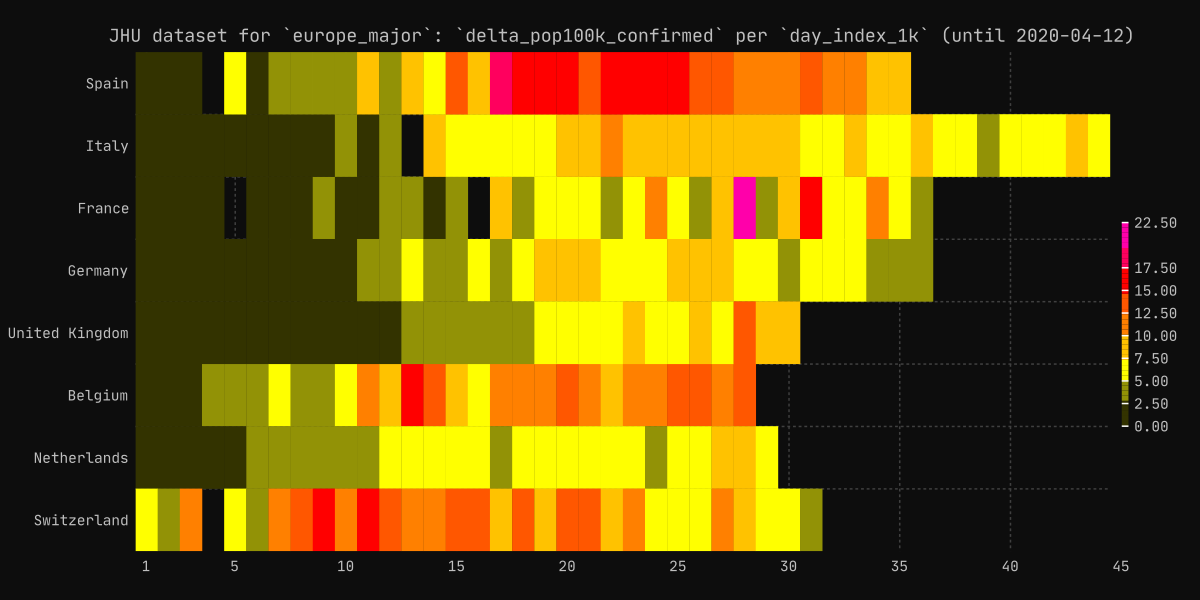 JHU dataset for `europe_major`: `delta_pop100k_confirmed` per `day_index_1k` (until 2020-04-12)
Spain
Italy
France
Germany
United Kingdom
Belgium
Netherlands
Switzerland
1 5 10 15 20 25 30 35 40 45
22.50
17.50
15.00
12.50
10.00
7.50
5.00
2.50
0.00